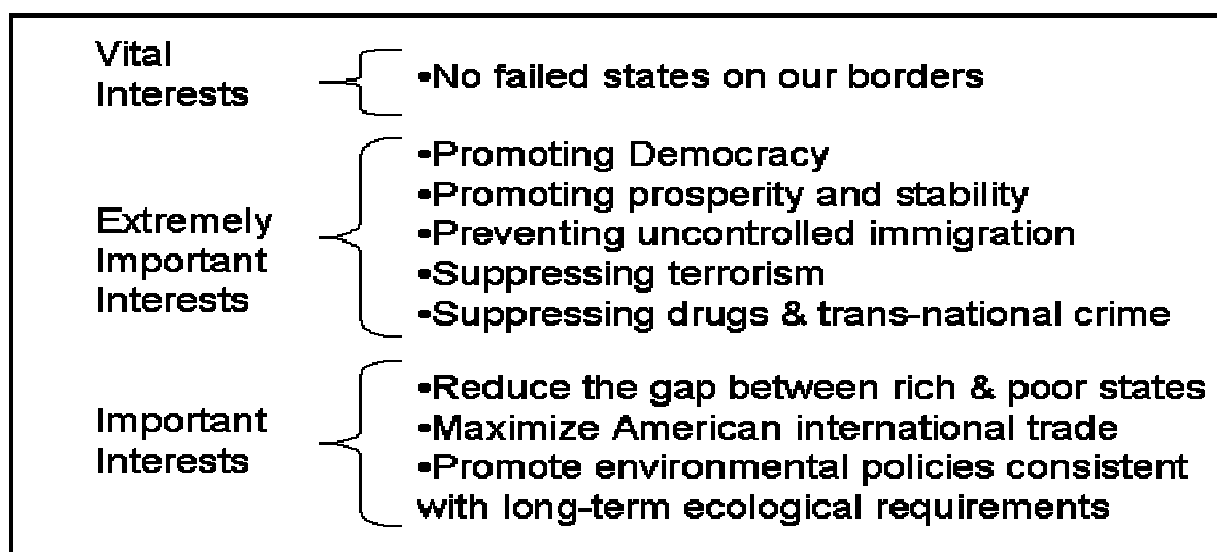 Vital
Interests
•No failed states on our borders
Extremely
Important
Interests
•Promoting Democracy
•Promoting prosperity and stability
•Preventing uncontrolled immigration
•Suppressing terrorism
•Suppressing drugs & trans-national crime
Important
Interests
•Reduce the gap between rich & poor states
•Maximize American international trade
•Promote environmental policies consistent
with long-term ecological requirements